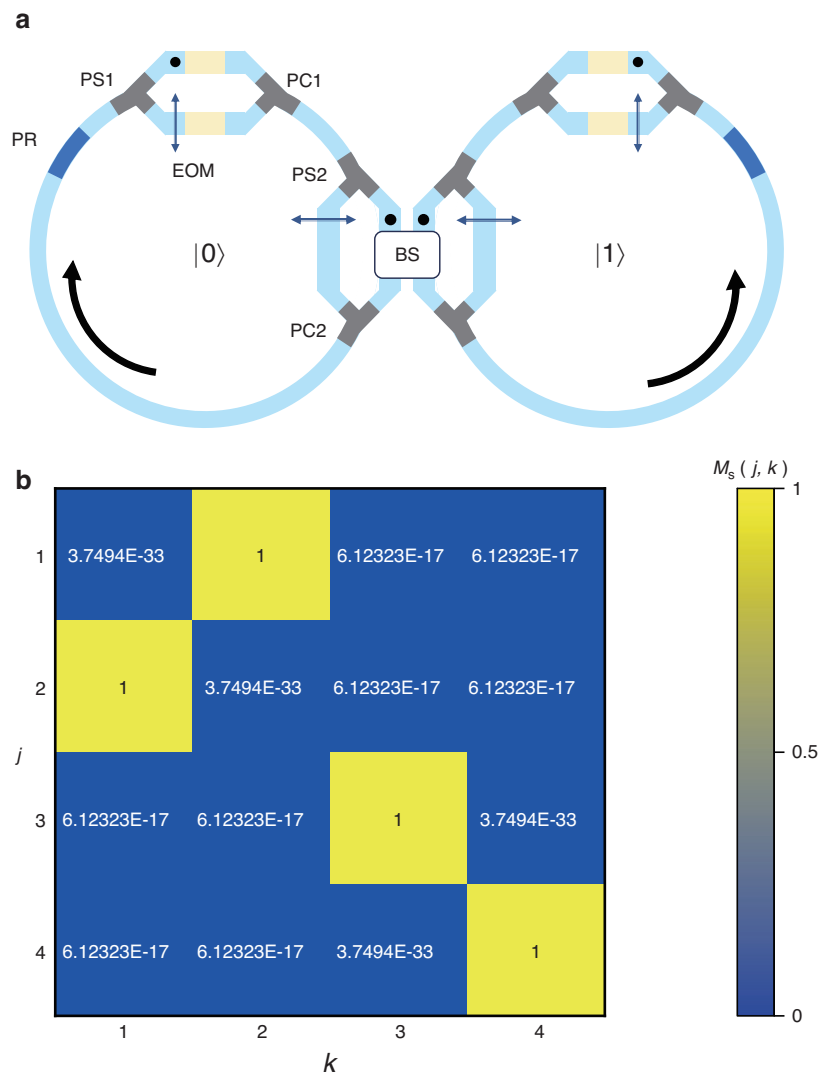 a
PS1
PC1
PR
EOM
PS2
|0⟩
BS
|1⟩
PC2
b
M_s ( j, k )
1 3.7494E-33 1 6.12323E-17 6.12323E-17
2 1 3.7494E-33 6.12323E-17 6.12323E-17
j
3 6.12323E-17 6.12323E-17 1 3.7494E-33
4 6.12323E-17 6.12323E-17 3.7494E-33 1
1 2 3 4
k
1
0.5
0